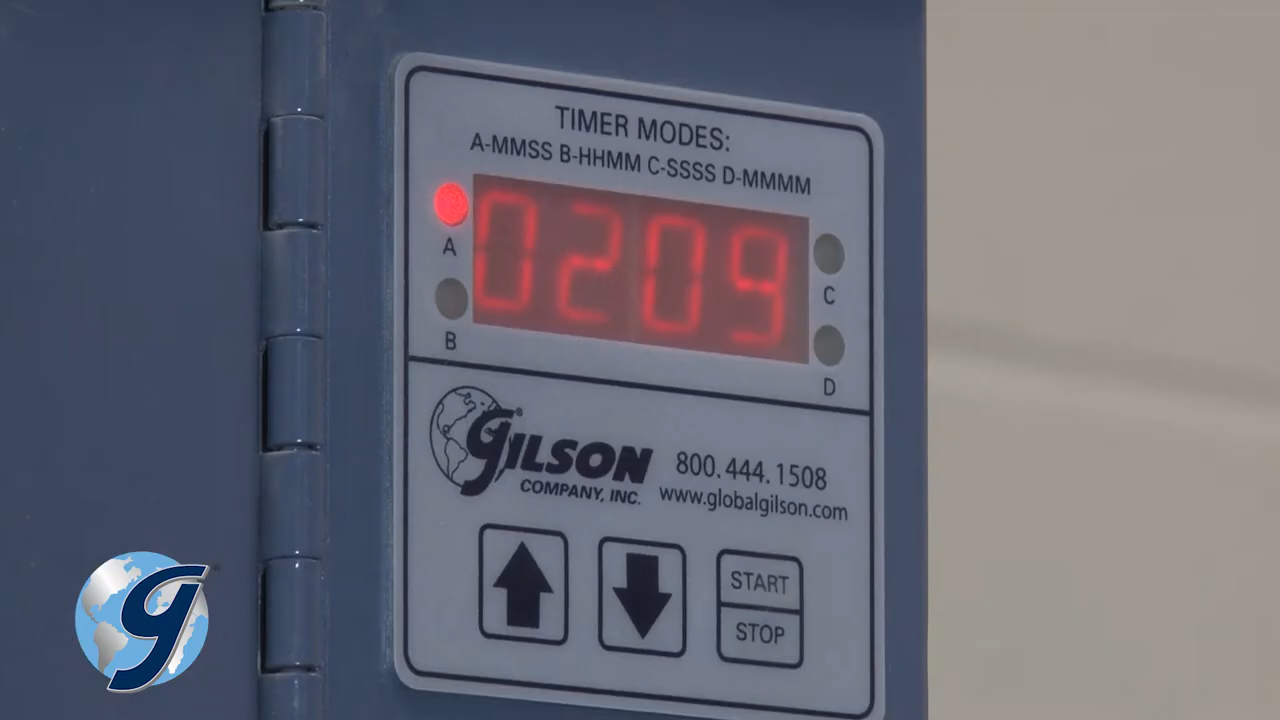 TIMER MODES:
A-MMSS B-HHMM C-SSSS D-MMMM
0209
A
B
C
D
GILSON®
COMPANY, INC.
800.444.1508
www.globalgilson.com
START
STOP
g